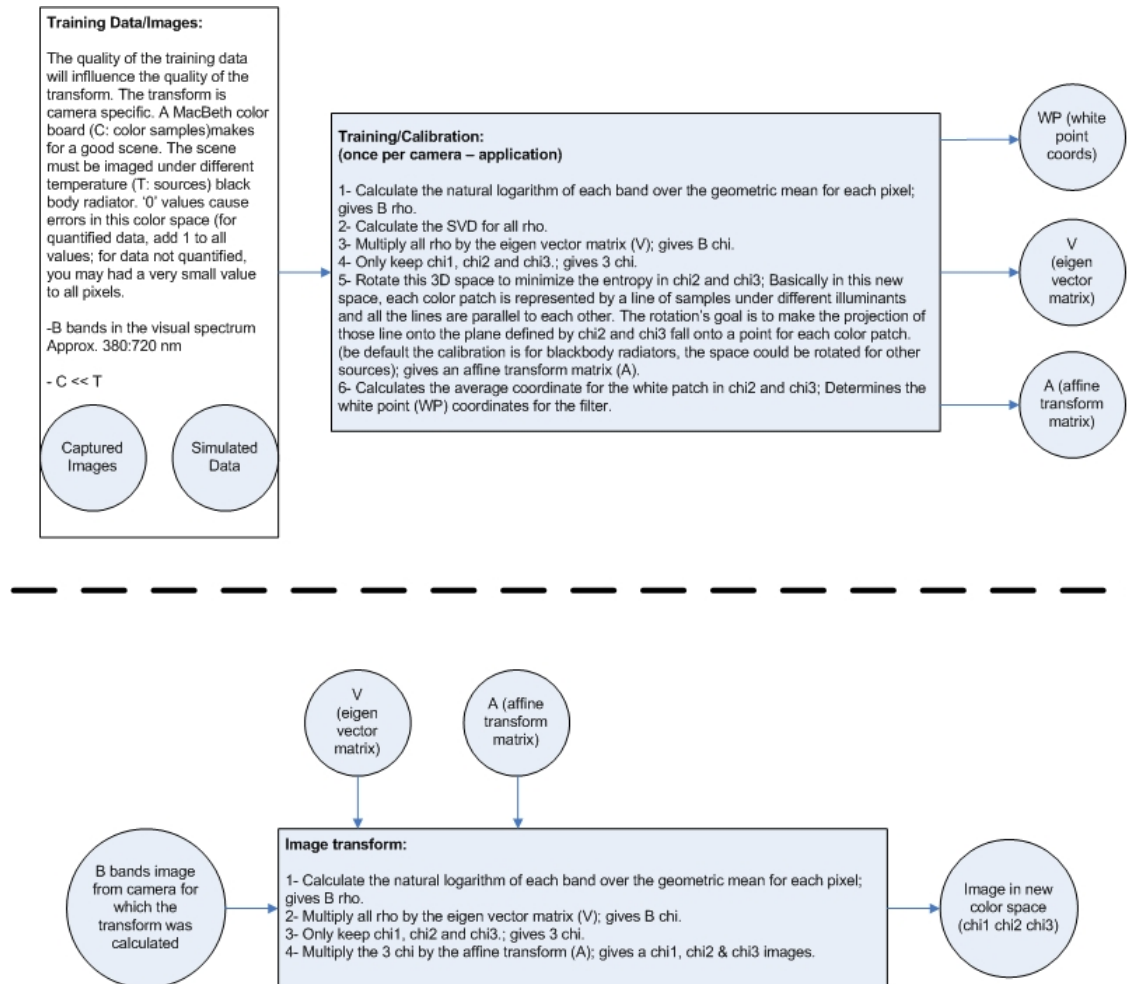 Training Data/Images:
The quality of the training data
will inflluence the quality of the
transform. The transform is
camera specific. A MacBeth color
board (C: color samples)makes
for a good scene. The scene
must be imaged under different
temperature (T: sources) black
body radiator. ‘0’ values cause
errors in this color space (for
quantified data, add 1 to all
values; for data not quantified,
you may had a very small value
to all pixels.
-B bands in the visual spectrum
Approx. 380:720 nm
- C << T
Captured
Images
Simulated
Data
Training/Calibration:
(once per camera – application)
1- Calculate the natural logarithm of each band over the geometric mean for each pixel;
gives B rho.
2- Calculate the SVD for all rho.
3- Multiply all rho by the eigen vector matrix (V); gives B chi.
4- Only keep chi1, chi2 and chi3.; gives 3 chi.
5- Rotate this 3D space to minimize the entropy in chi2 and chi3; Basically in this new
space, each color patch is represented by a line of samples under different illuminants
and all the lines are parallel to each other. The rotation’s goal is to make the projection of
those line onto the plane defined by chi2 and chi3 fall onto a point for each color patch.
(be default the calibration is for blackbody radiators, the space could be rotated for other
sources); gives an affine transform matrix (A).
6- Calculates the average coordinate for the white patch in chi2 and chi3; Determines the
white point (WP) coordinates for the filter.
WP (white
point
coords)
V
(eigen
vector
matrix)
A (affine
transform
matrix)
V
(eigen
vector
matrix)
A (affine
transform
matrix)
B bands image
from camera for
which the
transform was
calculated
Image transform:
1- Calculate the natural logarithm of each band over the geometric mean for each pixel;
gives B rho.
2- Multiply all rho by the eigen vector matrix (V); gives B chi.
3- Only keep chi1, chi2 and chi3.; gives 3 chi.
4- Multiply the 3 chi by the affine transform (A); gives a chi1, chi2 & chi3 images.
Image in new
color space
(chi1 chi2 chi3)